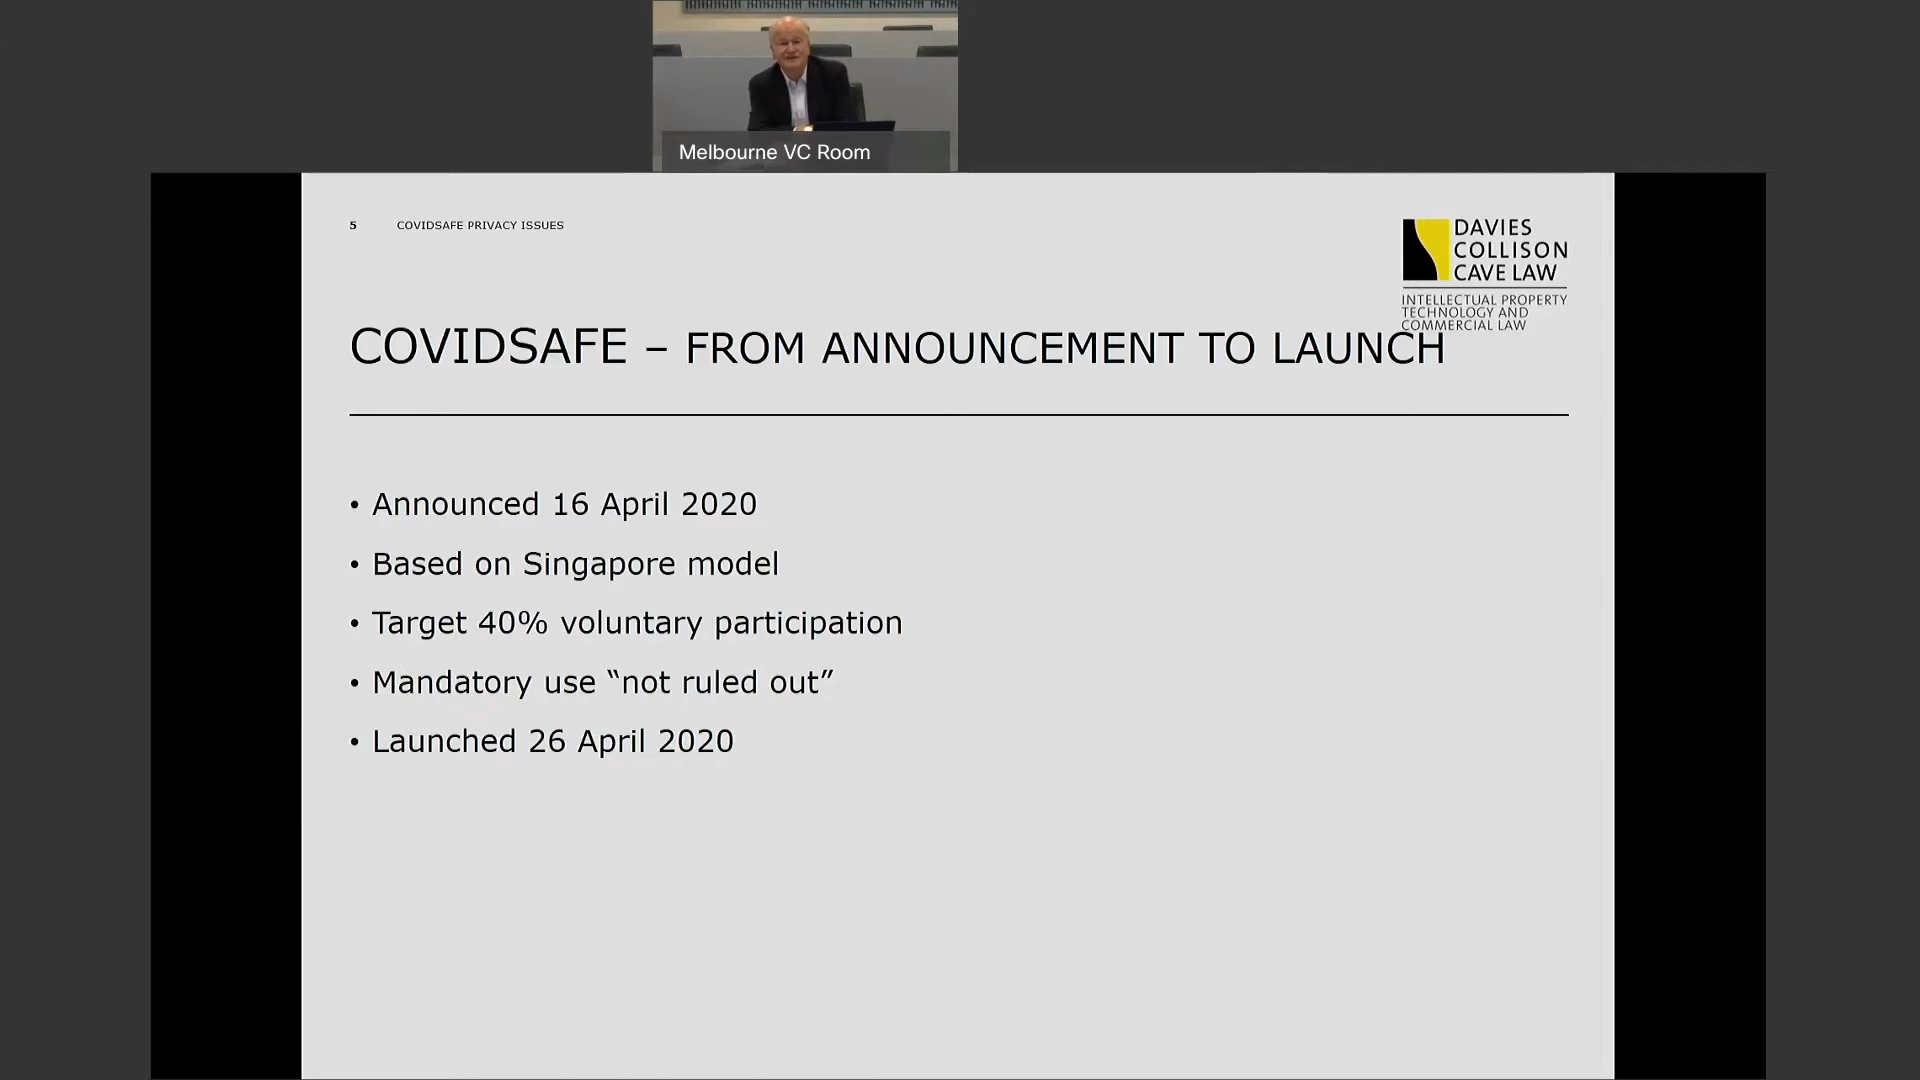 Melbourne VC Room
5 COVIDSAFE PRIVACY ISSUES
DAVIES
COLLISON
CAVE LAW
INTELLECTUAL PROPERTY
TECHNOLOGY AND
COMMERCIAL LAW
COVIDSAFE – FROM ANNOUNCEMENT TO LAUNCH
• Announced 16 April 2020
• Based on Singapore model
• Target 40% voluntary participation
• Mandatory use “not ruled out”
• Launched 26 April 2020